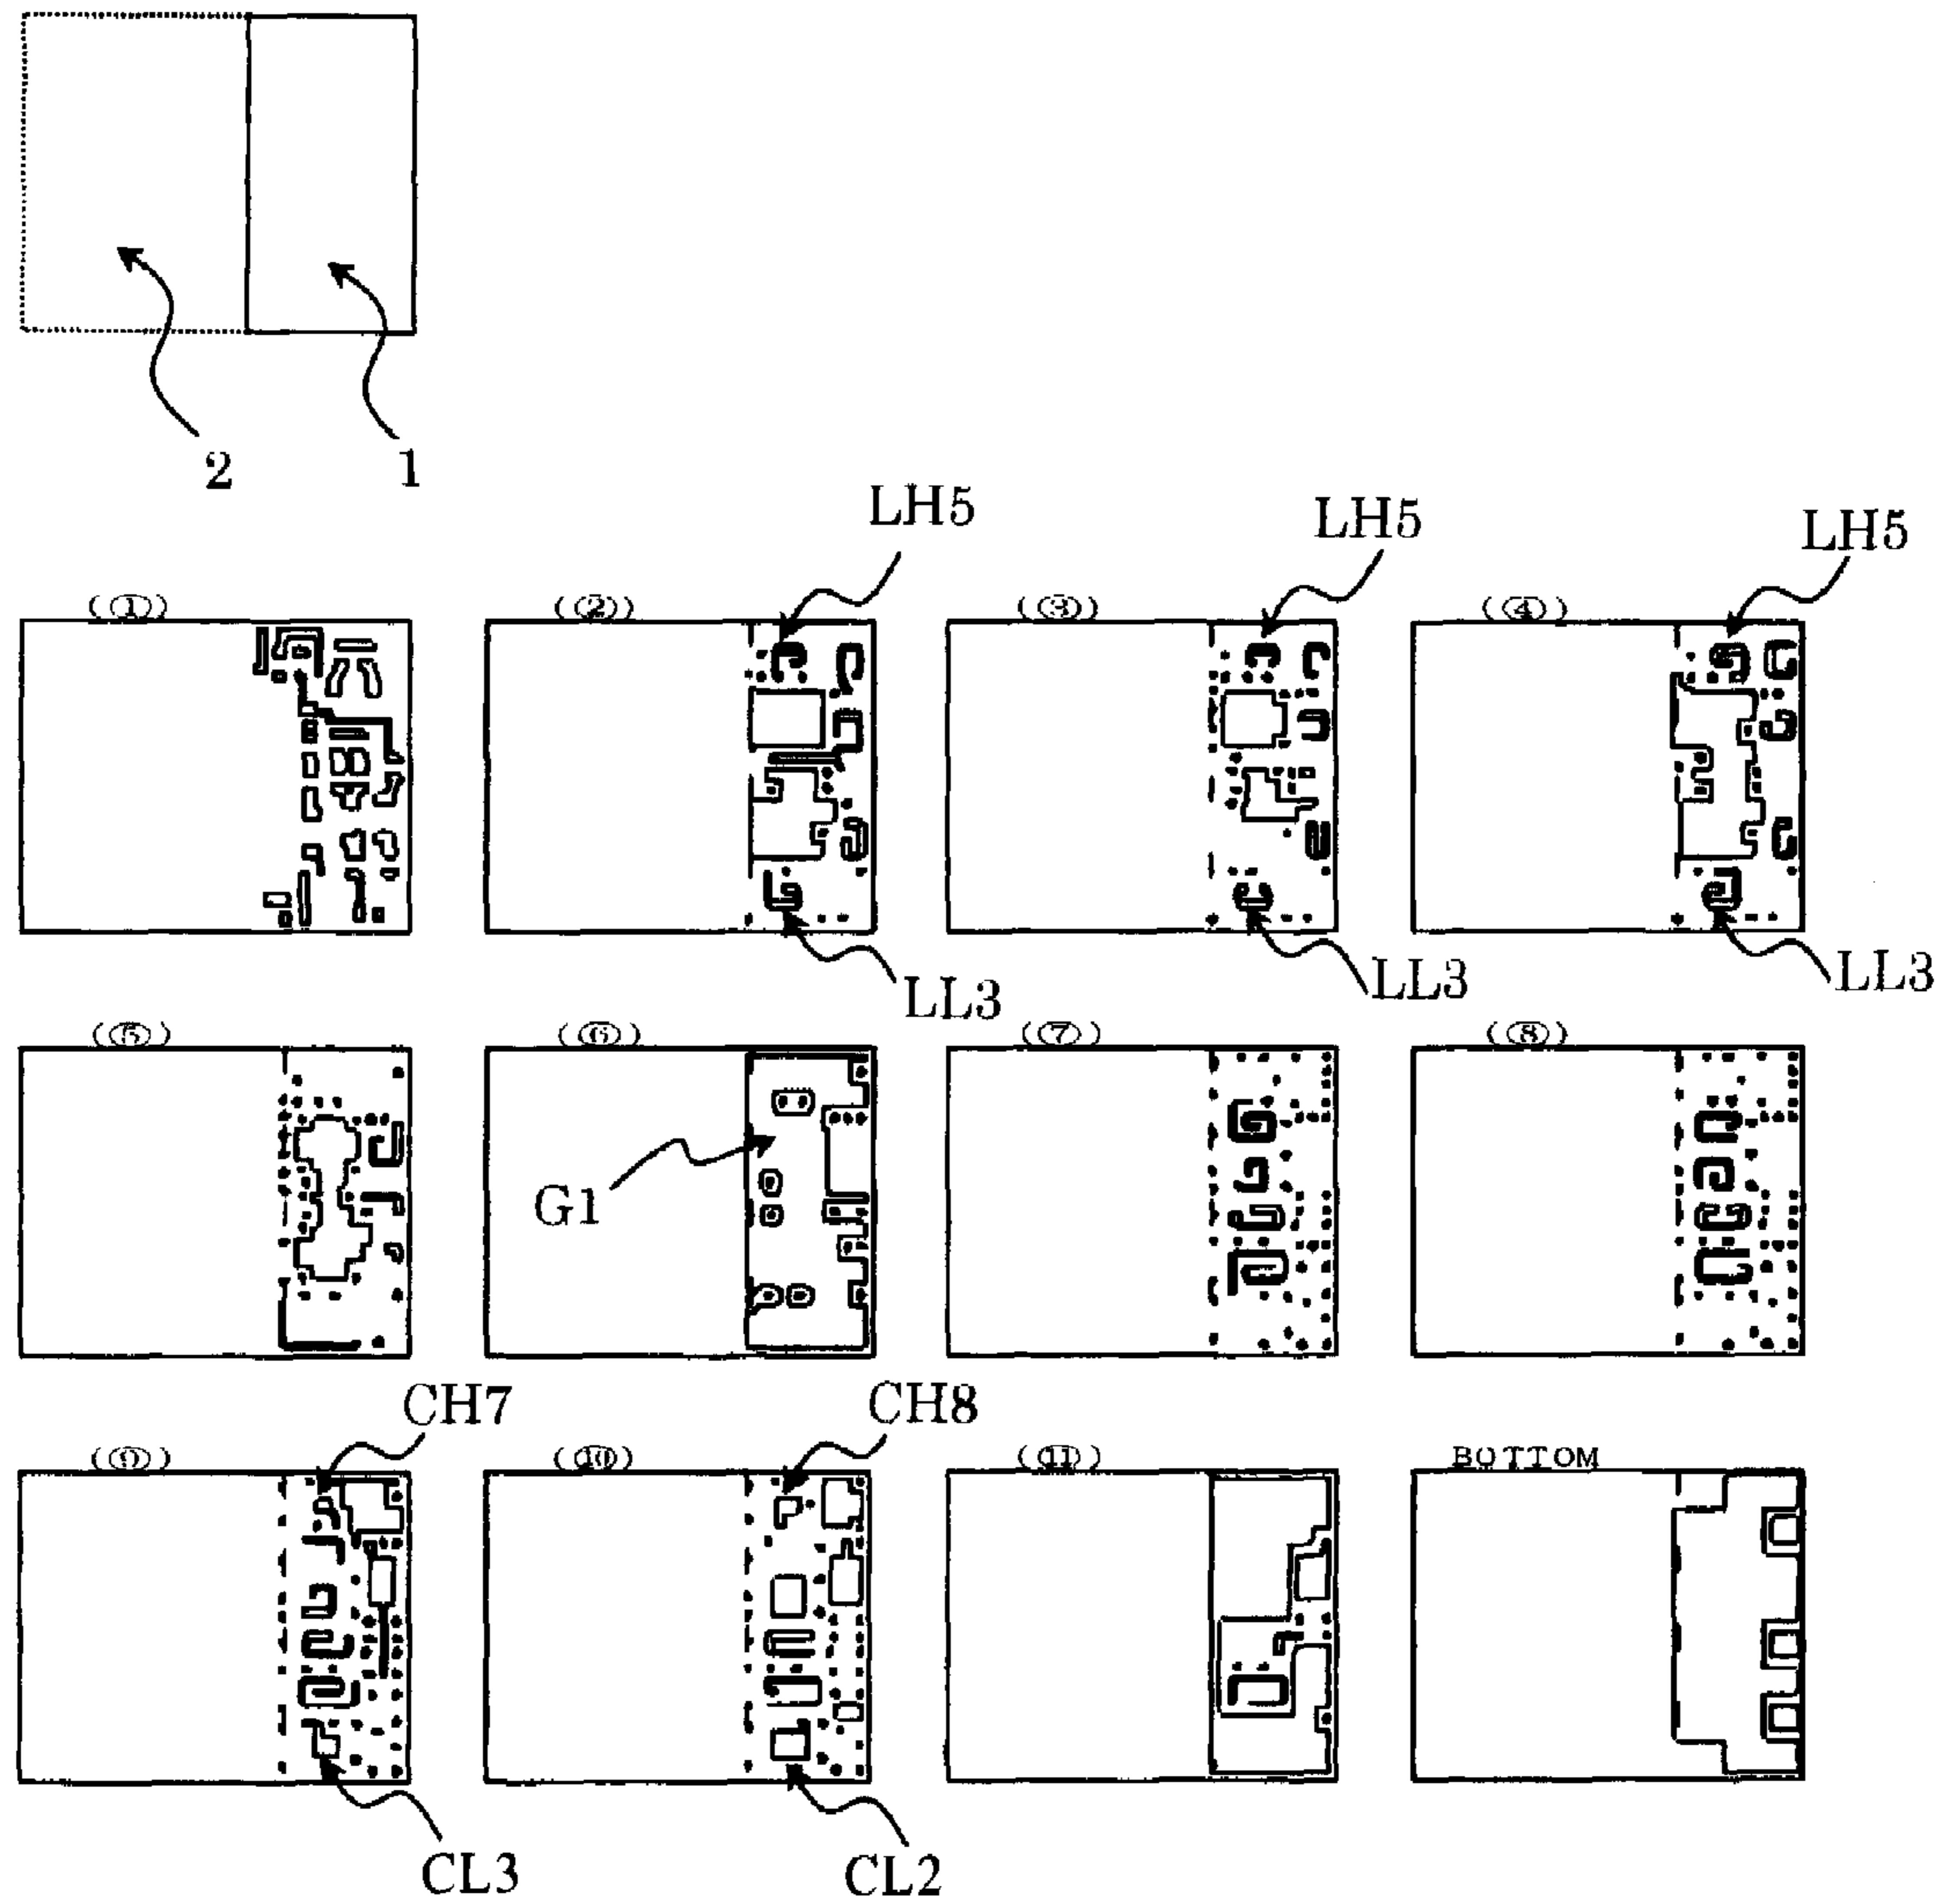 2 1
LH5 LH5 LH5
(①) (②) (③) (④)
LL3 LL3 LL3
(⑤) (⑥) (⑦) (⑧)
G1
CH7 CH8
(⑨) (⑩) (⑪) BOTTOM
CL3 CL2